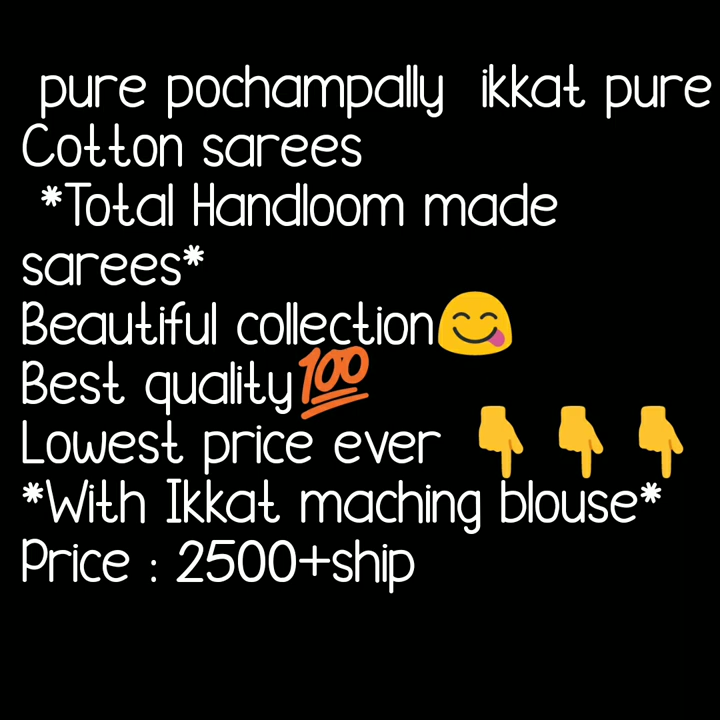 pure pochampally ikkat pure
Cotton sarees
*Total Handloom made
sarees*
Beautiful collection😋
Best quality💯
Lowest price ever 👇👇👇
*With Ikkat maching blouse*
Price : 2500+ship